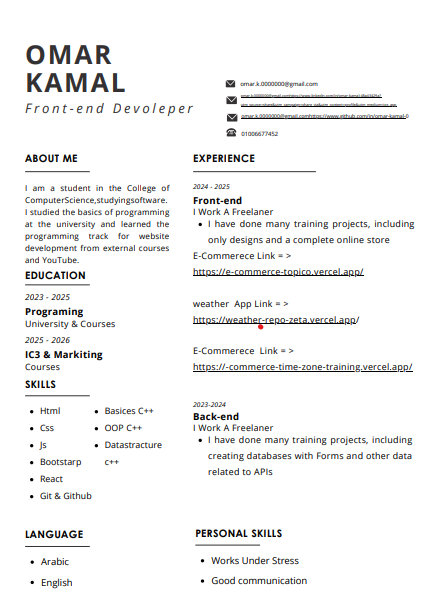 OMAR
KAMAL
Front-end Devoleper
omar.k.0000000@gmail.com
omar.k.0000000@gmail.comhttps://www.github.com/in/omar-kamal-0
01006677452
ABOUT ME
I am a student in the College of
ComputerScience,studyingsoftware.
I studied the basics of programming
at the university and learned the
programming track for website
development from external courses
and YouTube.
EDUCATION
2023 - 2025
Programing
University & Courses
2025 - 2026
IC3 & Markiting
Courses
SKILLS
Html
Css
Js
Bootstarp
React
Git & Github
Basices C++
OOP C++
Datastracture
c++
LANGUAGE
Arabic
English
EXPERIENCE
2024 - 2025
Front-end
I Work A Freelaner
I have done many training projects, including
only designs and a complete online store
E-Commerece Link = >
https://e-commerce-topico.vercel.app/
weather App Link = >
https://weather-repo-zeta.vercel.app/
E-Commerece Link = >
https://-commerce-time-zone-training.vercel.app/
2023-2024
Back-end
I Work A Freelaner
I have done many training projects, including
creating databases with Forms and other data
related to APIs
PERSONAL SKILLS
Works Under Stress
Good communication